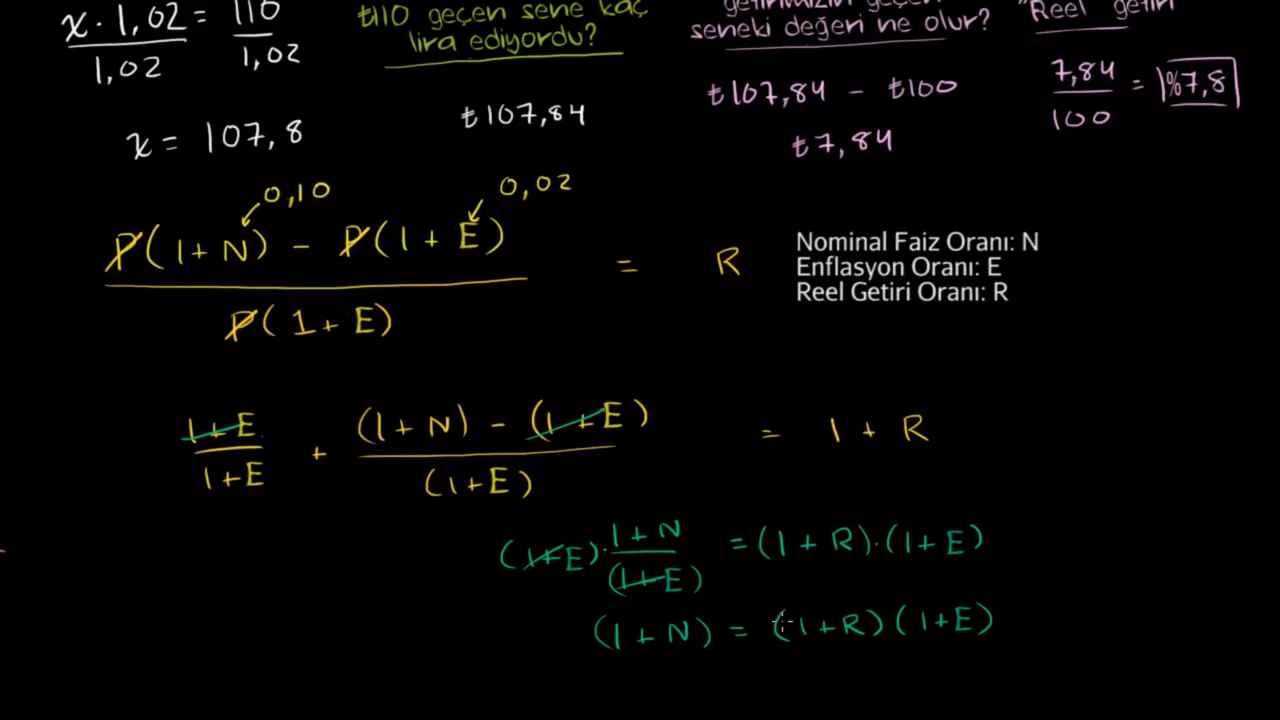 x · 1,02 = 110
1,02 1,02
x = 107,8
₺110 geçen sene kaç
lira ediyordu?
₺107,84
getirimizin geçen
seneki değeri ne olur?
₺107,84 - ₺100
₺7,84
"Reel getiri
7,84
100
= %7,8
0,10 0,02
P(1+N) - P(1+E)
P(1+E)
= R
Nominal Faiz Oranı: N
Enflasyon Oranı: E
Reel Getiri Oranı: R
1+E
1+E
+
(1+N) - (1+E)
(1+E)
= 1 + R
(1+E) · 1+N = (1+R) · (1+E)
(1+E)
(1+N) = (1+R)(1+E)